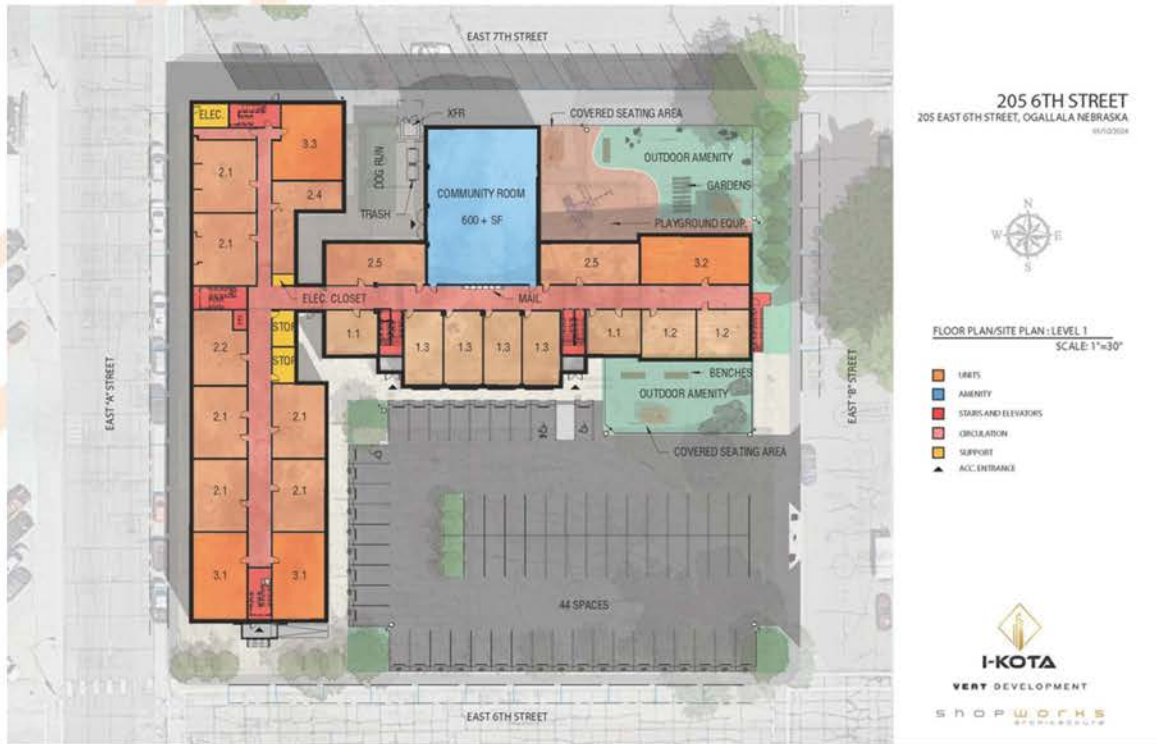 EAST 7TH STREET
205 6TH STREET
205 EAST 6TH STREET, OGALLALA NEBRASKA
ELEC.
XFR
COVERED SEATING AREA
3.3
DOG RUN
OUTDOOR AMENITY
2.1
2.4
COMMUNITY ROOM
GARDENS
TRASH
600 + SF
PLAYGROUND EQUP.
2.1
2.5
2.5
3.2
N
W
E
S
ELEC. CLOSET
MAIL
STOR
1.1
1.3
1.3
1.3
1.3
1.1
1.2
1.2
2.2
STOR
FLOOR PLAN/SITE PLAN : LEVEL 1
SCALE: 1"=30"
EAST "A" STREET
BENCHES
OUTDOOR AMENITY
EAST "B" STREET
UNITS
AMENITY
STAIRS AND ELEVATORS
CIRCULATION
SUPPORT
ACC. ENTRANCE
2.1
2.1
COVERED SEATING AREA
2.1
2.1
3.1
3.1
44 SPACES
I-KOTA
VERT DEVELOPMENT
shopworks
architecture
EAST 6TH STREET